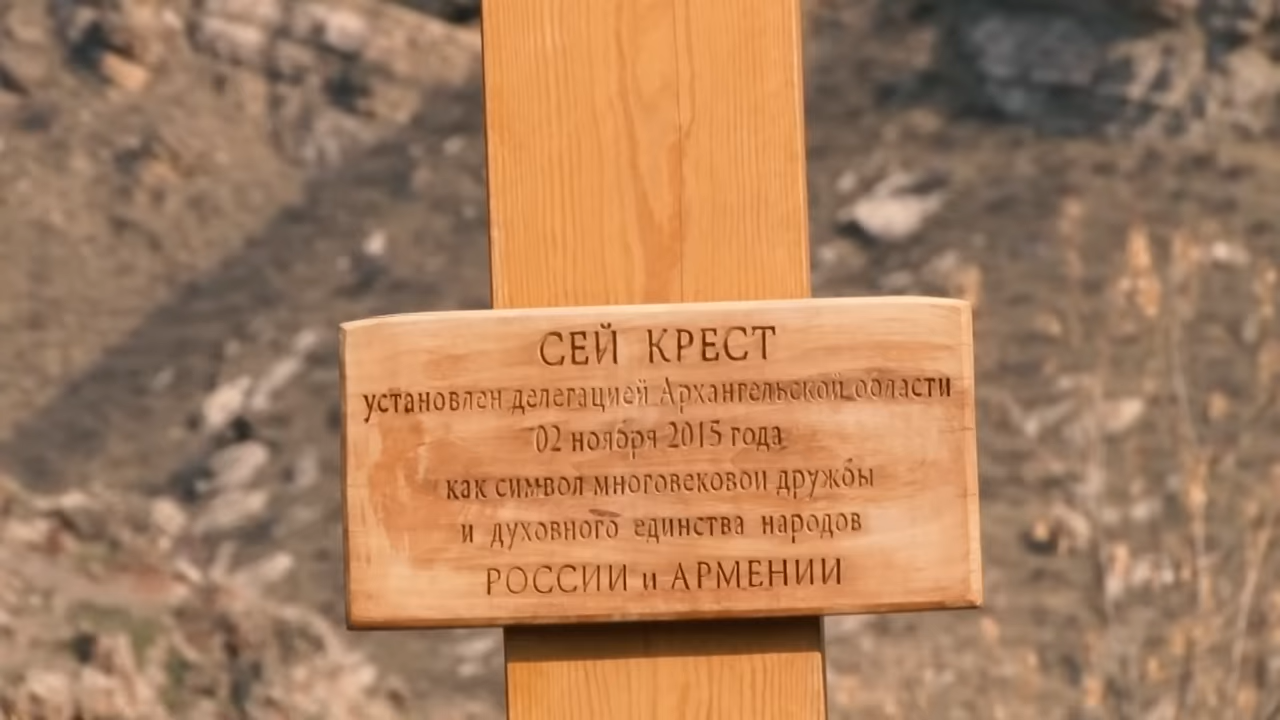 СЕЙ КРЕСТ
установлен делегацией Архангельской области
02 ноября 2015 года
как символ многовековой дружбы
и духовного единства народов
РОССИИ и АРМЕНИИ